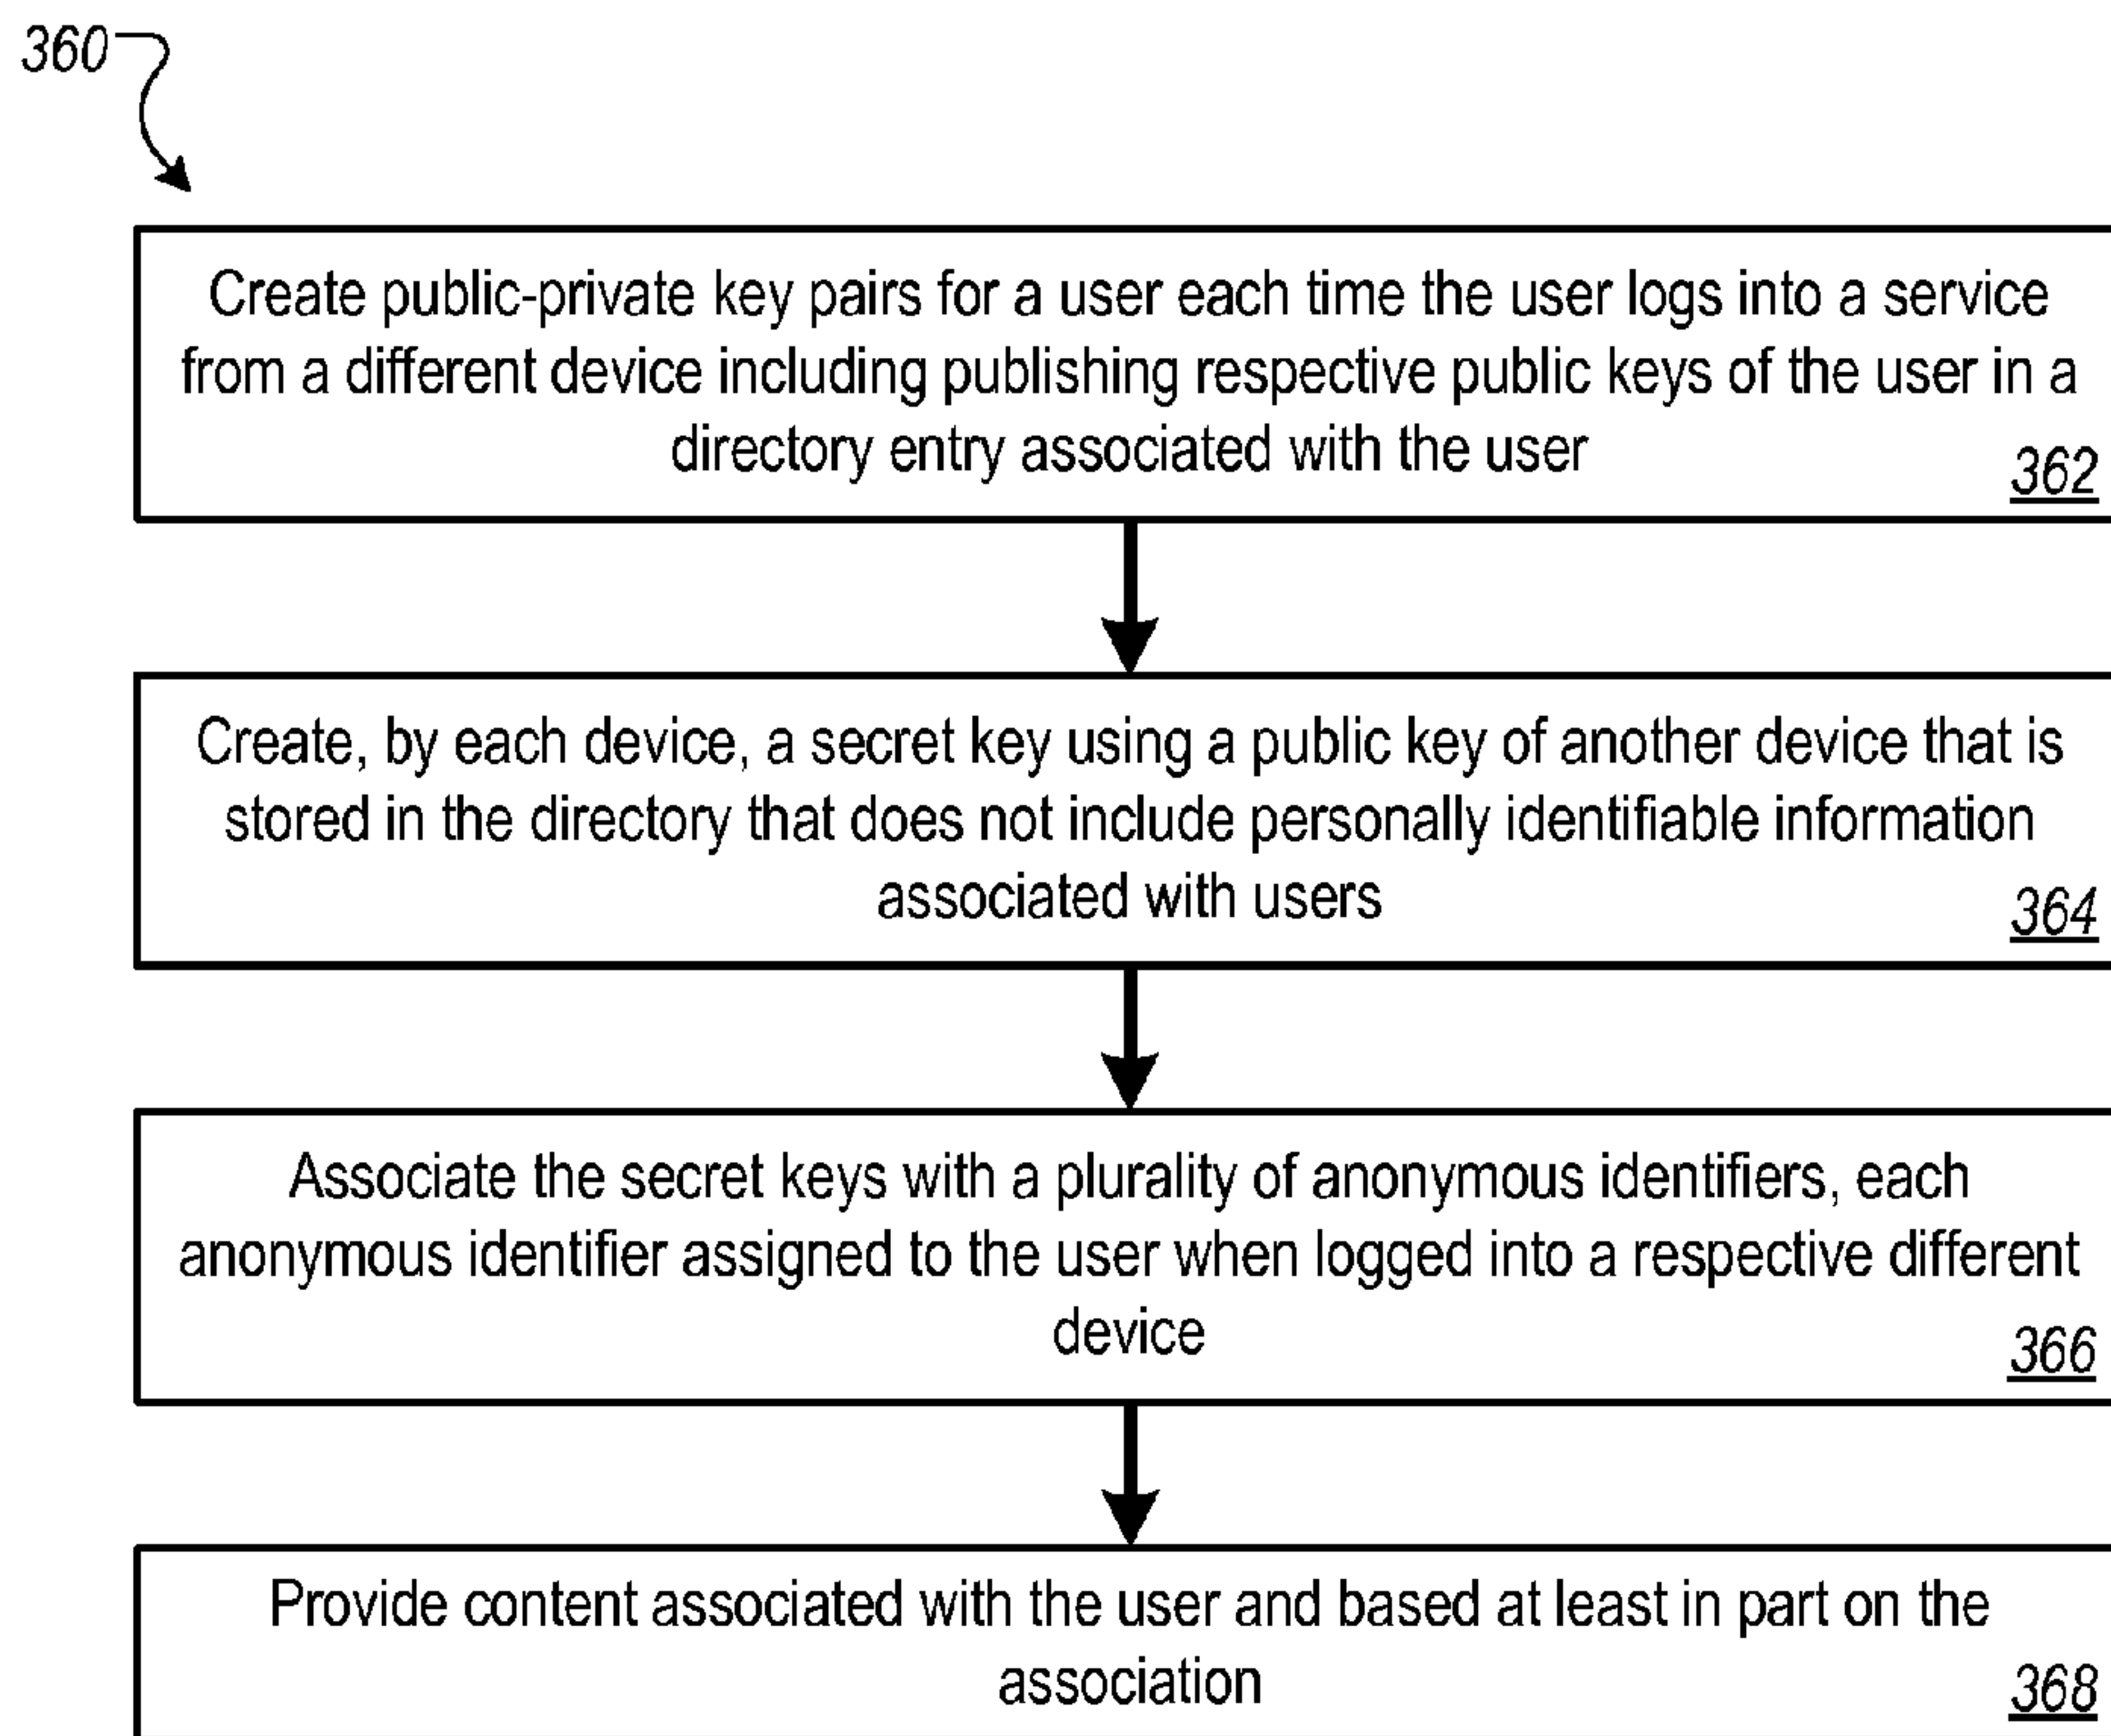 360
Create public-private key pairs for a user each time the user logs into a service
from a different device including publishing respective public keys of the user in a
directory entry associated with the user
362
Create, by each device, a secret key using a public key of another device that is
stored in the directory that does not include personally identifiable information
associated with users
364
Associate the secret keys with a plurality of anonymous identifiers, each
anonymous identifier assigned to the user when logged into a respective different
device
366
Provide content associated with the user and based at least in part on the
association
368